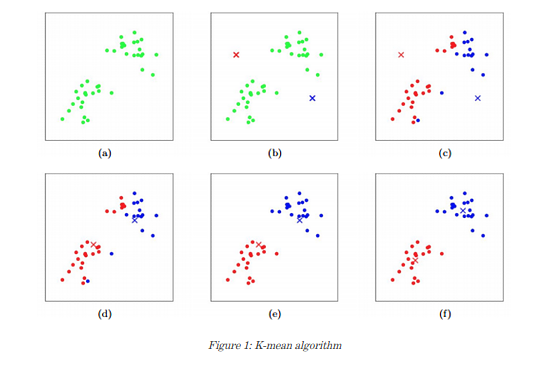 (a)
(b)
(c)
(d)
(e)
(f)
Figure 1: K-mean algorithm